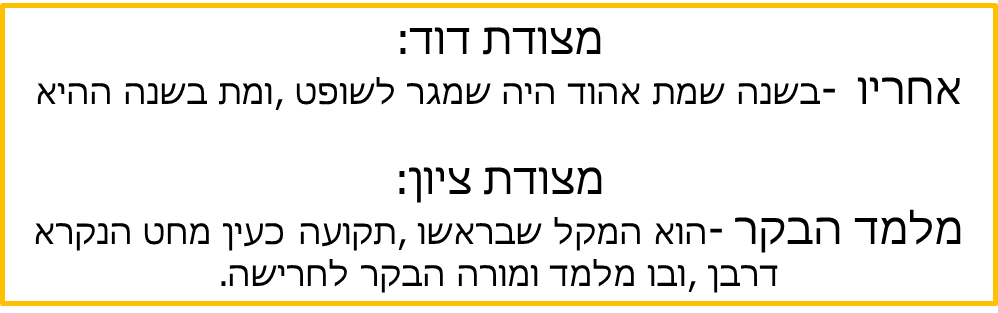 מצודת דוד:
אחריו -בשנה שמת אהוד היה שמגר לשופט ,ומת בשנה ההיא
מצודת ציון:
מלמד הבקר -הוא המקל שבראשו ,תקועה כעין מחט הנקרא
דרבן ,ובו מלמד ומורה הבקר לחרישה.